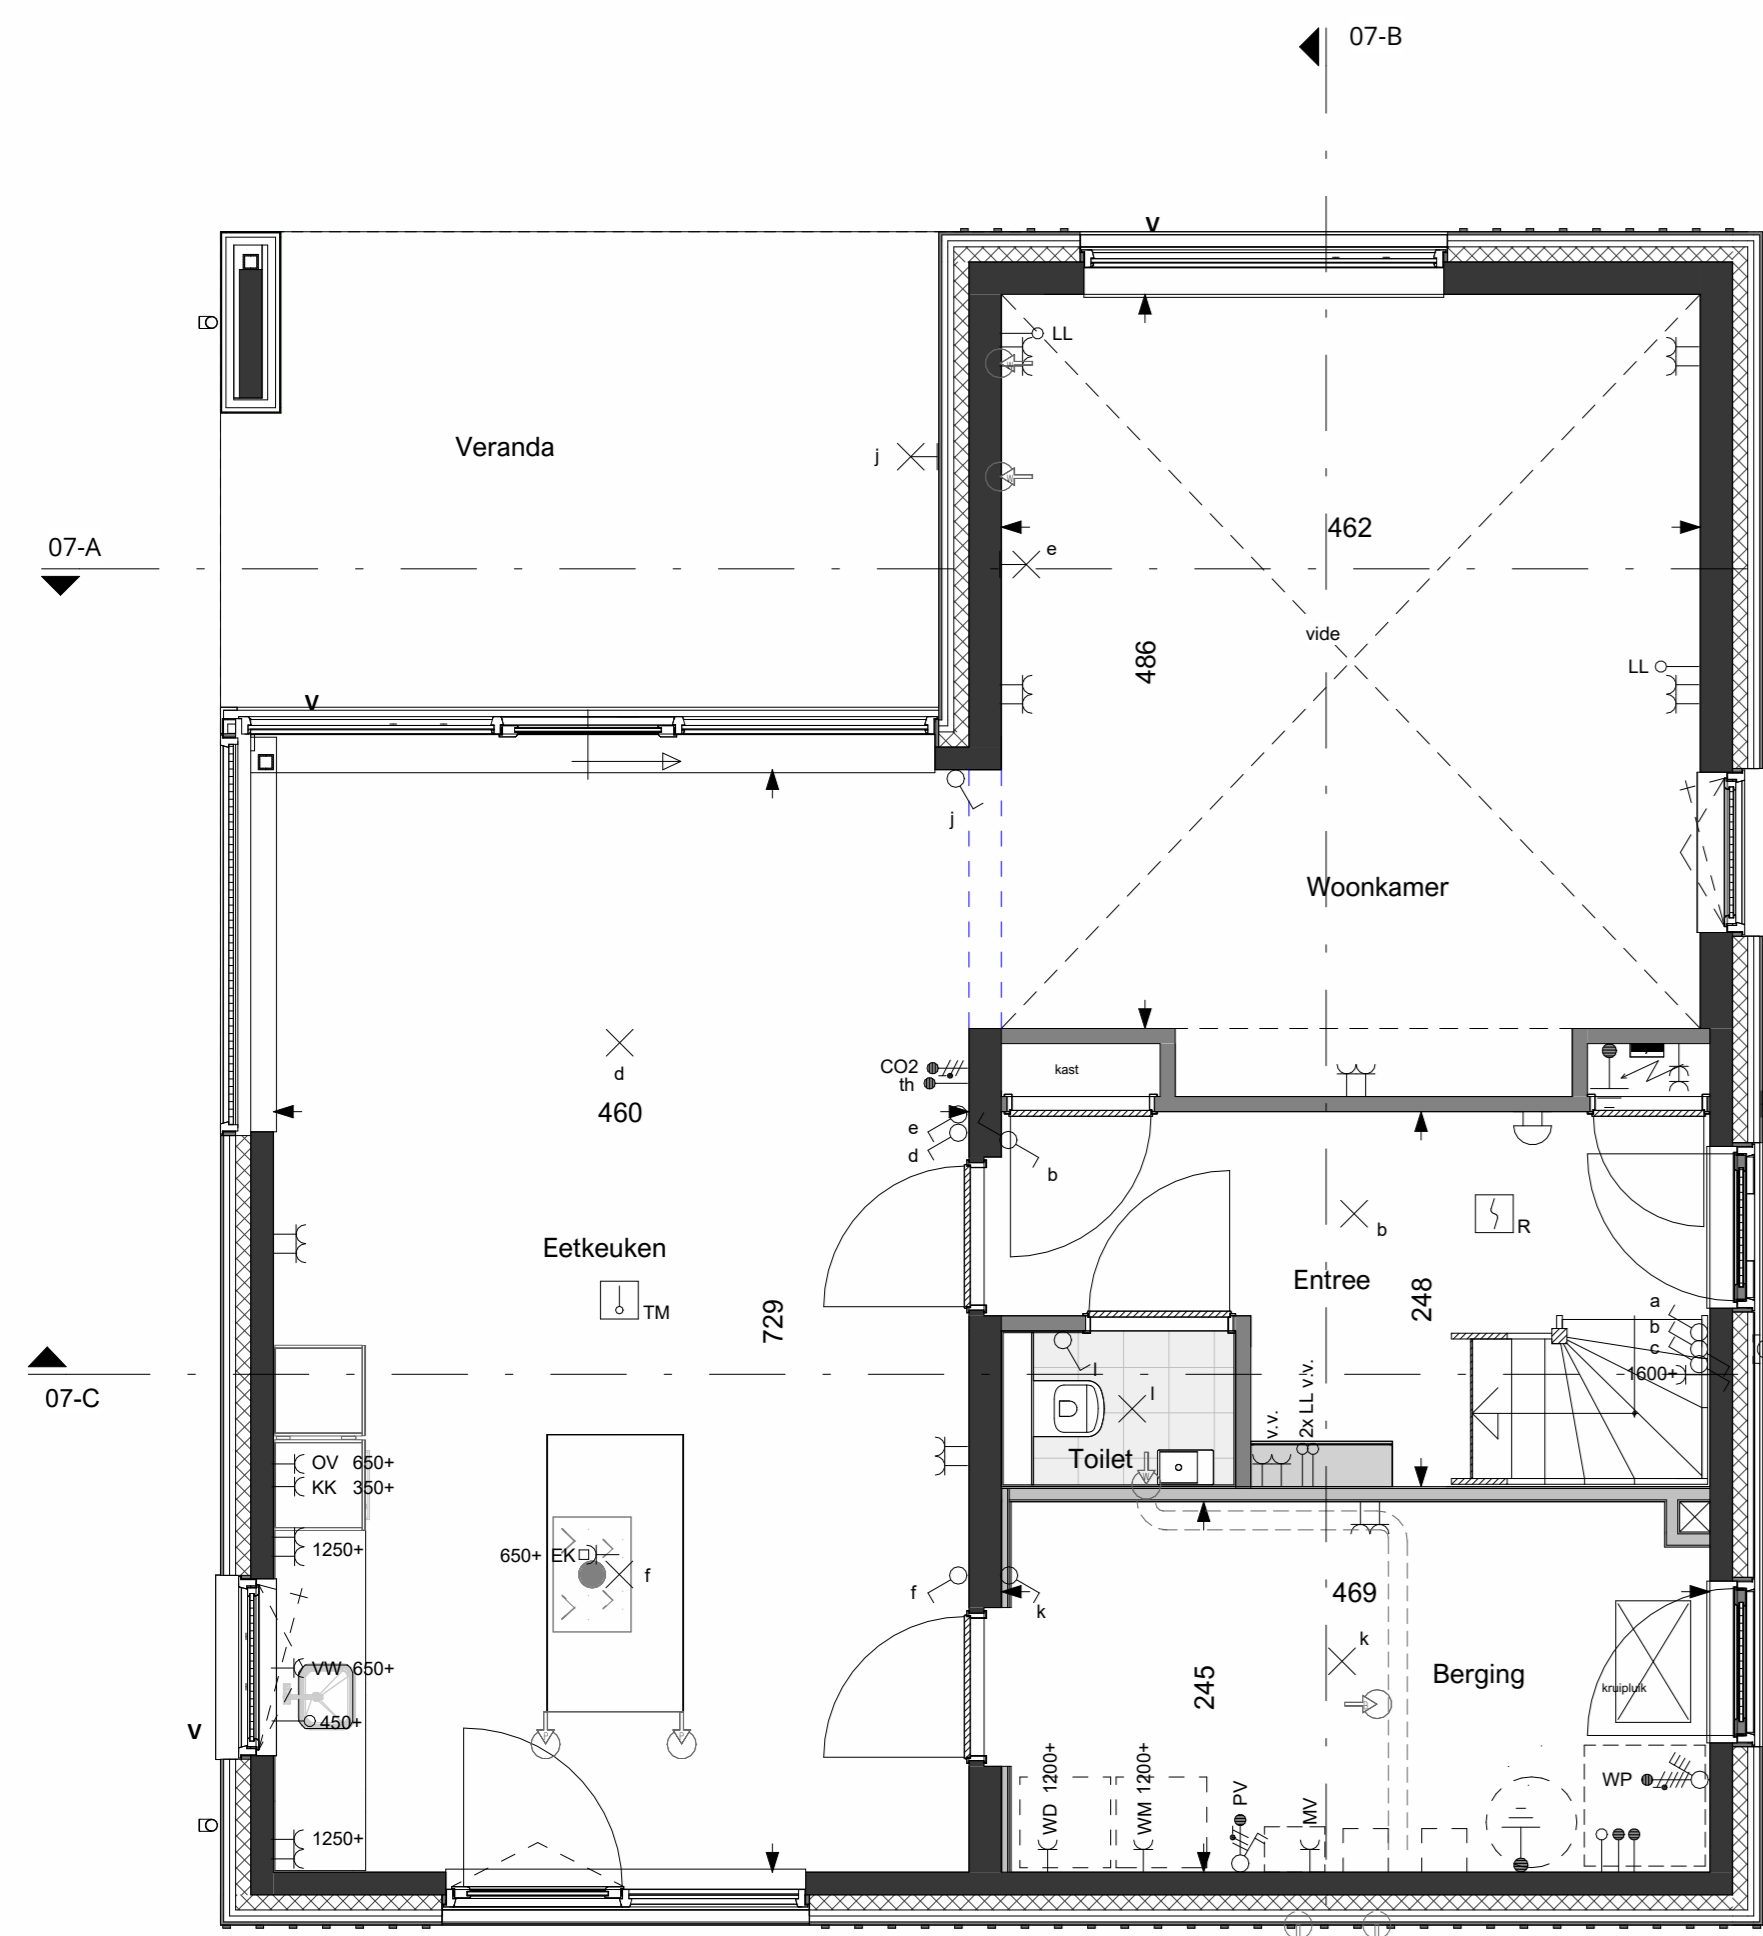 07-B
V
LL
Veranda
j
462
07-A
e
vide
486
LL
V
j
Woonkamer
CO2
th
kast
d
460
e
d
b
b
R
Eetkeuken
Entree
TM
729
248
a
b
c
1600+
07-C
l
l
v.v.
2x LL v.v.
Toilet
OV 650+
KK 350+
1250+
650+ EK
f
f
k
469
k
Berging
245
kruipluik
VW 650+
450+
V
WD 1200+
WM 1200+
PV
MV
WP
1250+